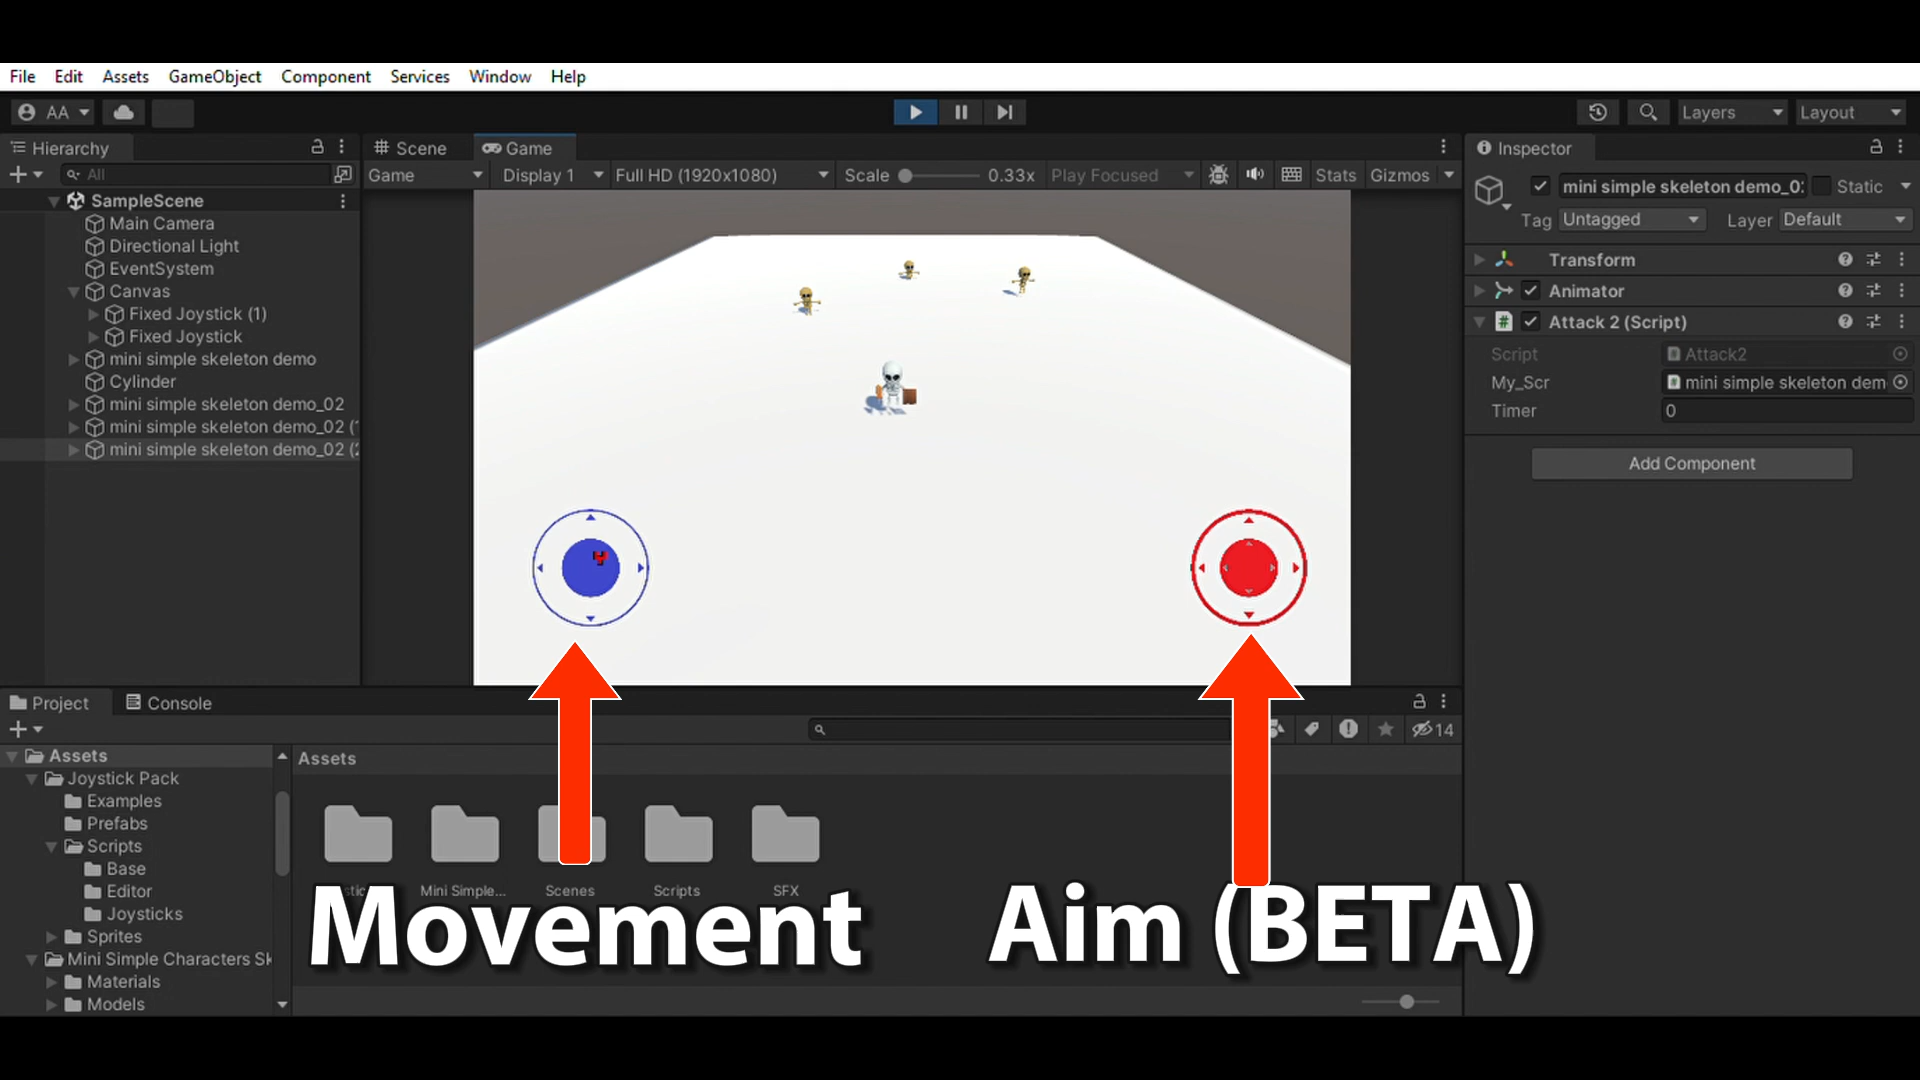 File Edit Assets GameObject Component Services Window Help
AA Layers Layout
Hierarchy
All
SampleScene
Main Camera
Directional Light
EventSystem
Canvas
Fixed Joystick (1)
Fixed Joystick
mini simple skeleton demo
Cylinder
mini simple skeleton demo_02
mini simple skeleton demo_02 (
mini simple skeleton demo_02 (
Scene Game
Game Display 1 Full HD (1920x1080) Scale 0.33x Play Focused Stats Gizmos
Inspector
mini simple skeleton demo_0 Static
Tag Untagged Layer Default
Transform
Animator
Attack 2 (Script)
Script Attack2
My_Scr mini simple skeleton dem
Timer 0
Add Component
Project Console
14
Assets
Joystick Pack
Examples
Prefabs
Scripts
Base
Editor
Joysticks
Sprites
Mini Simple Characters Sk
Materials
Models
Assets
Mini Simple... Scenes Scripts SFX
Movement Aim (BETA)